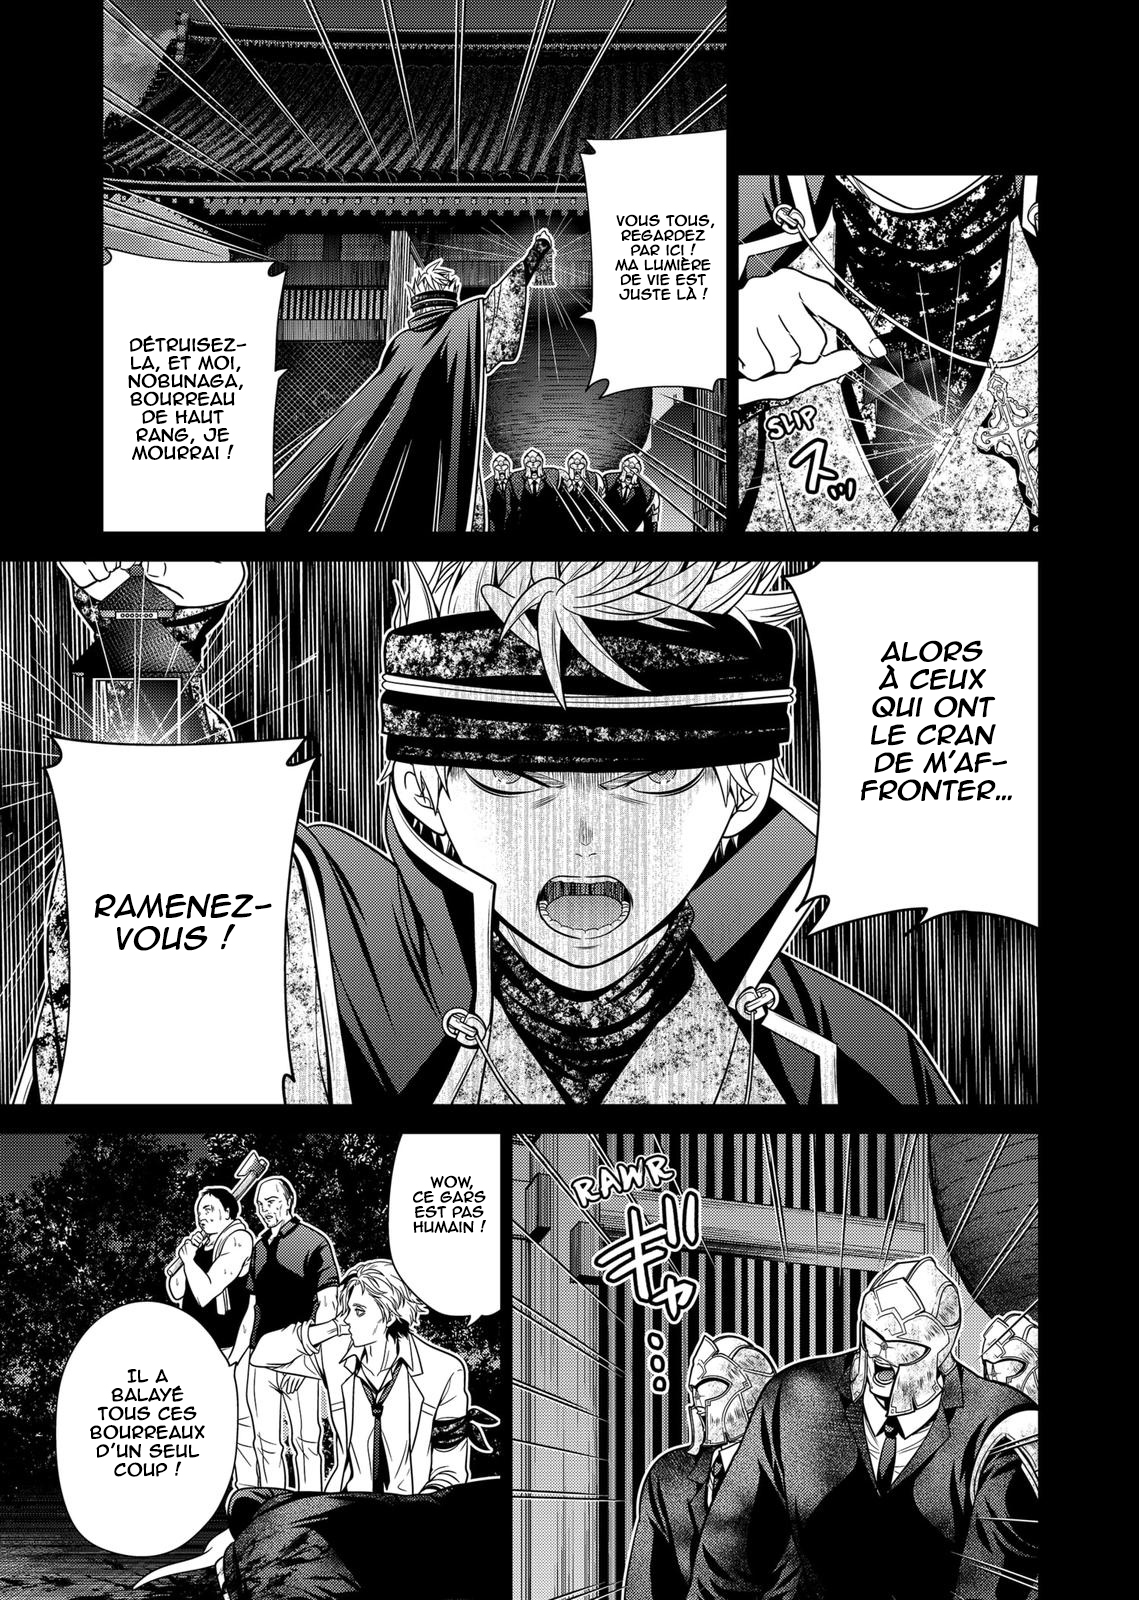 SLIP
スッ
VOUS TOUS,
REGARDEZ
PAR ICI !
MA LUMIÈRE
DE VIE EST
JUSTE LÀ !
DÉTRUISEZ-
LA, ET MOI,
NOBUNAGA,
BOURREAU
DE HAUT
RANG, JE
MOURRAI !
ALORS
À CEUX
QUI ONT
LE CRAN
DE M'AF-
FRONTER...
RAMENEZ-
VOUS !
RAWR
ギャ!!...
WOW,
CE GARS
EST PAS
HUMAIN !
IL A
BALAYÉ
TOUS CES
BOURREAUX
D'UN SEUL
COUP !